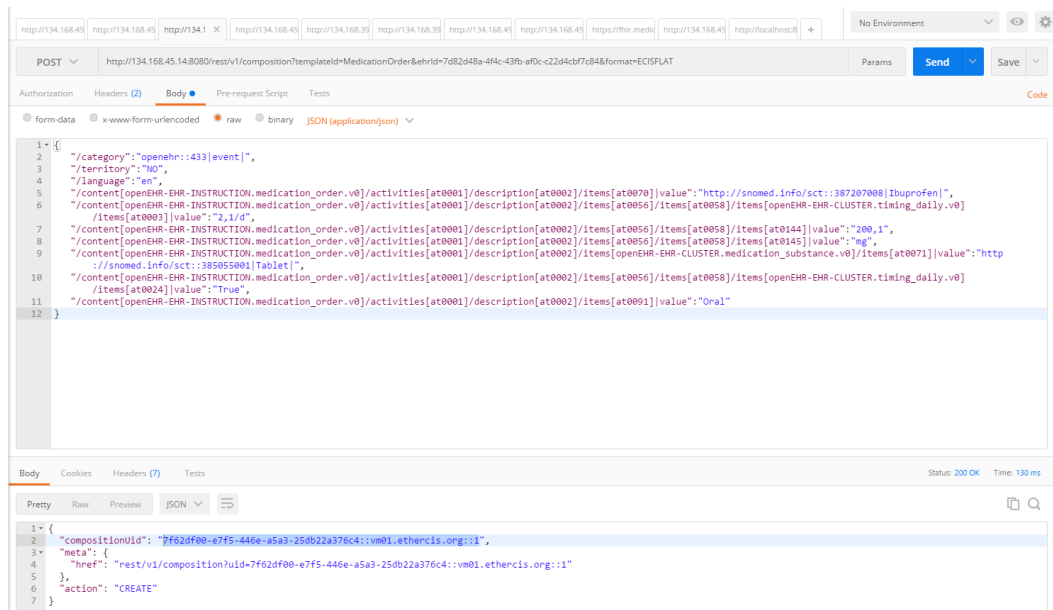 http://134.168.45 http://134.168.45 http://134.1 × http://134.168.45 http://134.168.39 http://134.168.39 http://134.168.45 http://134.168.45 https://fhir.medic http://134.168.45 http://localhost:8 + No Environment
POST http://134.168.45.14:8080/rest/v1/composition?templateId=MedicationOrder&ehrId=7d82d48a-4f4c-43fb-af0c-c22d4cbf7c84&format=ECISFLAT Params Send Save
Authorization Headers (2) Body Pre-request Script Tests Code
form-data x-www-form-urlencoded raw binary JSON (application/json)
1 {
2 "/category":"openehr::433|event|",
3 "/territory":"NO",
4 "/language":"en",
5 "/content[openEHR-EHR-INSTRUCTION.medication_order.v0]/activities[at0001]/description[at0002]/items[at0070]|value":"http://snomed.info/sct::387207008|Ibuprofen|",
6 "/content[openEHR-EHR-INSTRUCTION.medication_order.v0]/activities[at0001]/description[at0002]/items[at0056]/items[at0058]/items[openEHR-EHR-CLUSTER.timing_daily.v0]
/items[at0003]|value":"2,1/d",
7 "/content[openEHR-EHR-INSTRUCTION.medication_order.v0]/activities[at0001]/description[at0002]/items[at0056]/items[at0058]/items[at0144]|value":"200,1",
8 "/content[openEHR-EHR-INSTRUCTION.medication_order.v0]/activities[at0001]/description[at0002]/items[at0056]/items[at0058]/items[at0145]|value":"mg",
9 "/content[openEHR-EHR-INSTRUCTION.medication_order.v0]/activities[at0001]/description[at0002]/items[openEHR-EHR-CLUSTER.medication_substance.v0]/items[at0071]|value":"http
://snomed.info/sct::385055001|Tablet|",
10 "/content[openEHR-EHR-INSTRUCTION.medication_order.v0]/activities[at0001]/description[at0002]/items[at0056]/items[at0058]/items[openEHR-EHR-CLUSTER.timing_daily.v0]
/items[at0024]|value":"True",
11 "/content[openEHR-EHR-INSTRUCTION.medication_order.v0]/activities[at0001]/description[at0002]/items[at0091]|value":"Oral"
12 }
Body Cookies Headers (7) Tests Status: 200 OK Time: 130 ms
Pretty Raw Preview JSON
1 {
2 "compositionUid": "7f62df00-e7f5-446e-a5a3-25db22a376c4::vm01.ethercis.org::1",
3 "meta": {
4 "href": "rest/v1/composition?uid=7f62df00-e7f5-446e-a5a3-25db22a376c4::vm01.ethercis.org::1"
5 },
6 "action": "CREATE"
7 }